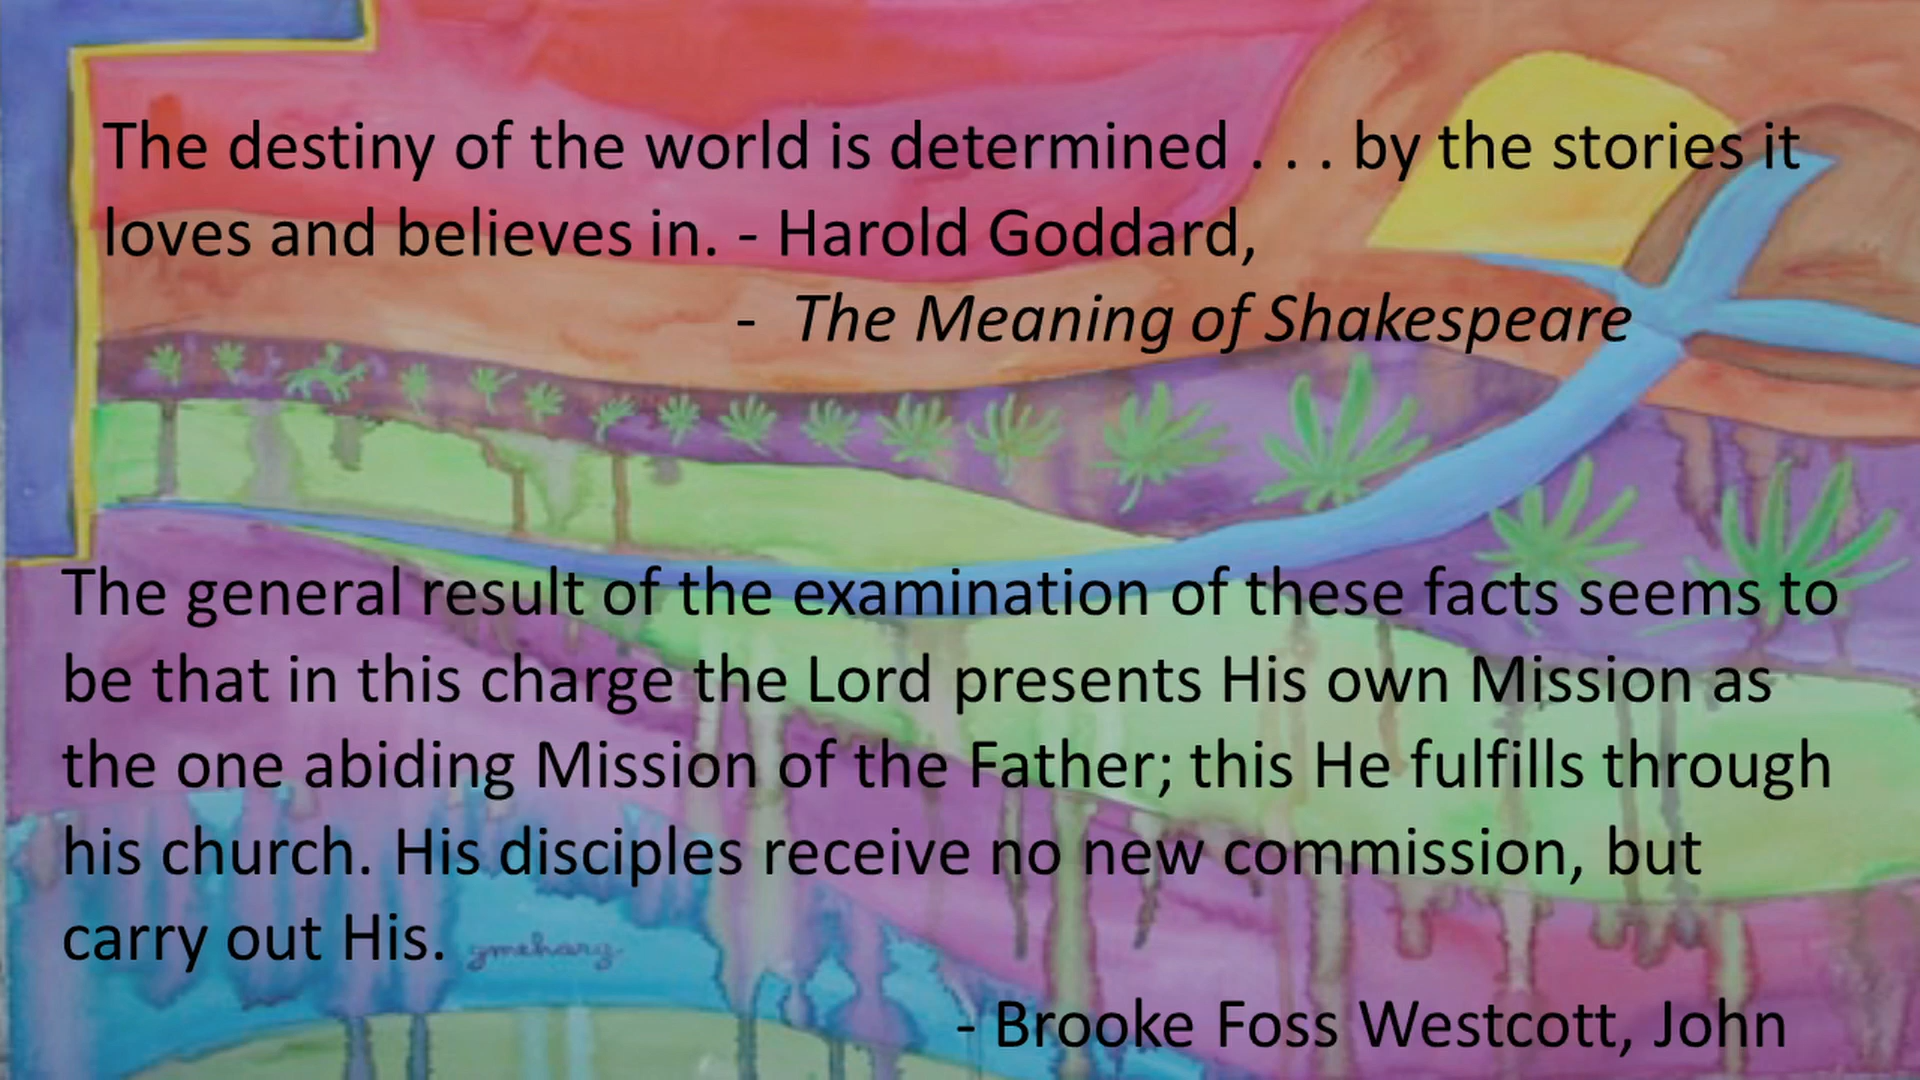 The destiny of the world is determined . . . by the stories it
loves and believes in. - Harold Goddard,
- The Meaning of Shakespeare
The general result of the examination of these facts seems to
be that in this charge the Lord presents His own Mission as
the one abiding Mission of the Father; this He fulfills through
his church. His disciples receive no new commission, but
carry out His.
gmehary
- Brooke Foss Westcott, John